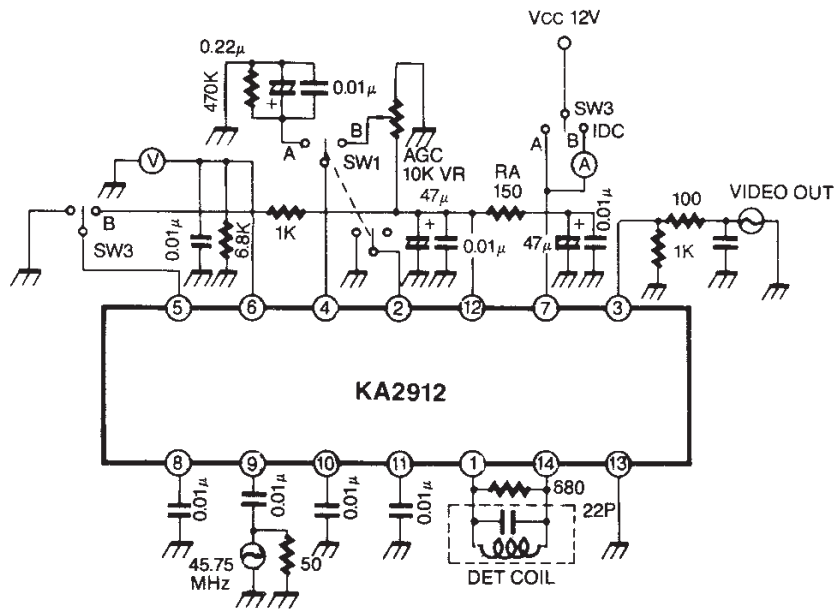 VCC 12V
0.22µ
470K
+
0.01µ
A
B
SW1
AGC
10K VR
SW3
A
B
IDC
A
V
B
SW3
0.01µ
6.8K
1K
47µ
+
0.01µ
RA
150
47µ
+
0.01µ
100
1K
VIDEO OUT
5
6
4
2
12
7
3
KA2912
8
9
10
11
1
14
13
0.01µ
0.01µ
0.01µ
0.01µ
680
22P
45.75
MHz
50
DET COIL